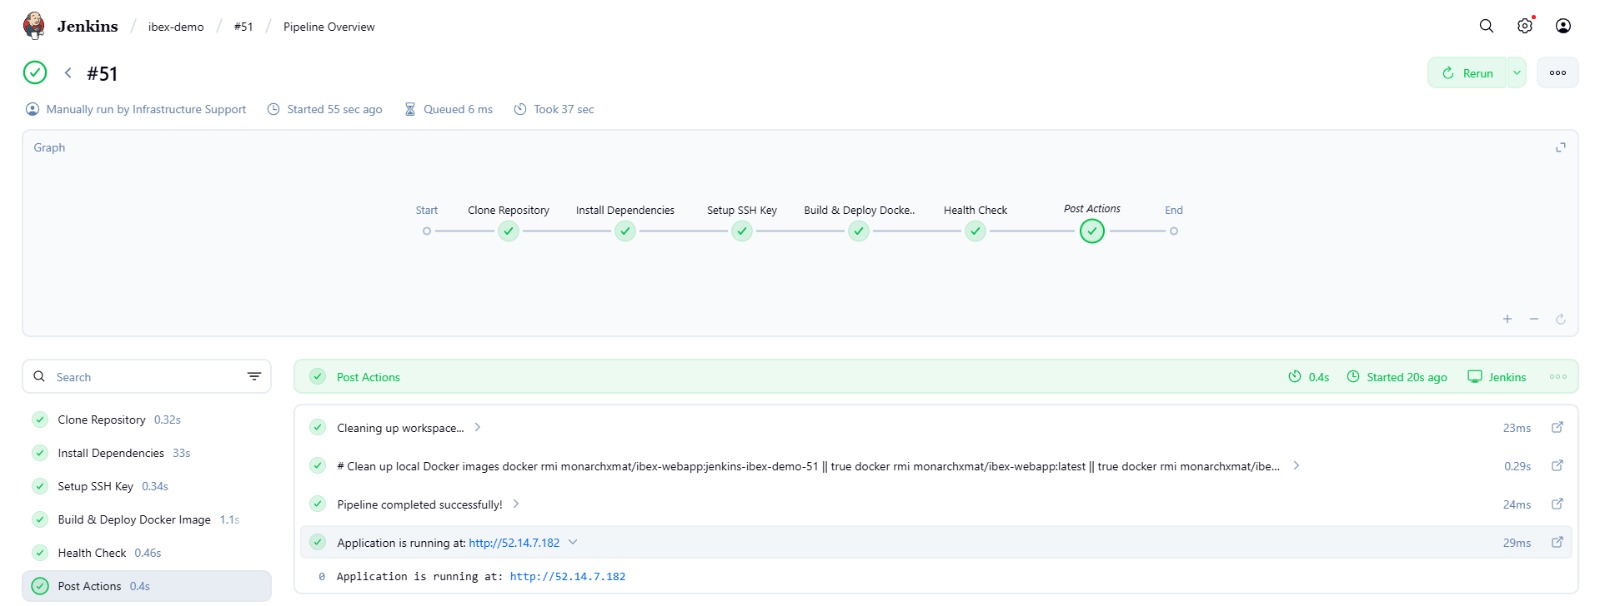 Jenkins / ibex-demo / #51 / Pipeline Overview
#51
Rerun
Manually run by Infrastructure Support Started 55 sec ago Queued 6 ms Took 37 sec
Graph
Start Clone Repository Install Dependencies Setup SSH Key Build & Deploy Docke.. Health Check Post Actions End
Search
Post Actions 0.4s Started 20s ago Jenkins
Clone Repository 0.32s
Install Dependencies 33s
Setup SSH Key 0.34s
Build & Deploy Docker Image 1.1s
Health Check 0.46s
Post Actions 0.4s
Cleaning up workspace... 23ms
# Clean up local Docker images docker rmi monarchxmat/ibex-webapp:jenkins-ibex-demo-51 || true docker rmi monarchxmat/ibex-webapp:latest || true docker rmi monarchxmat/ibe... 0.29s
Pipeline completed successfully! 24ms
Application is running at: http://52.14.7.182 29ms
0 Application is running at: http://52.14.7.182